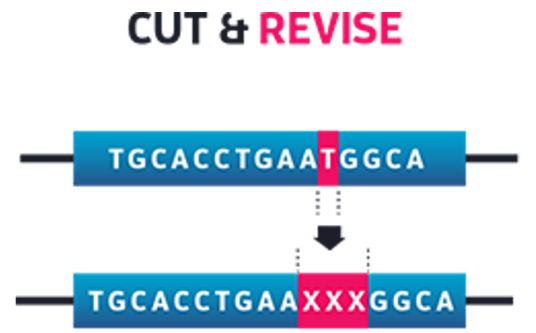 CUT & REVISE
TGCACCTGAATGGCA
TGCACCTGAAXXXGGCA